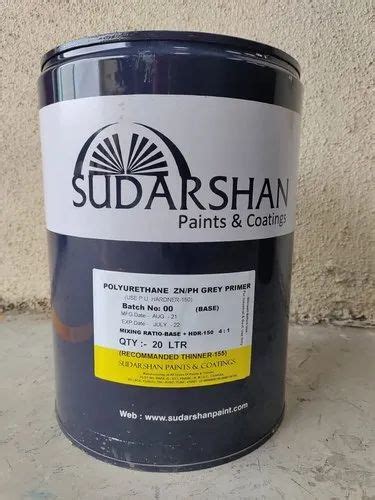 SUDARSHAN
Paints & Coatings
POLYURETHANE ZN/PH GREY PRIMER
(USE P.U. HARDNER-150)
Batch No: 00 (BASE)
MFG.Date - AUG - 21
EXP.Date - JULY - 22
MIXING RATIO-BASE + HDR-150 4 : 1
QTY :- 20 LTR
(RECOMMANDED THINNER-155)
SUDARSHAN PAINTS & COATINGS
Web : www.sudarshanpaint.com